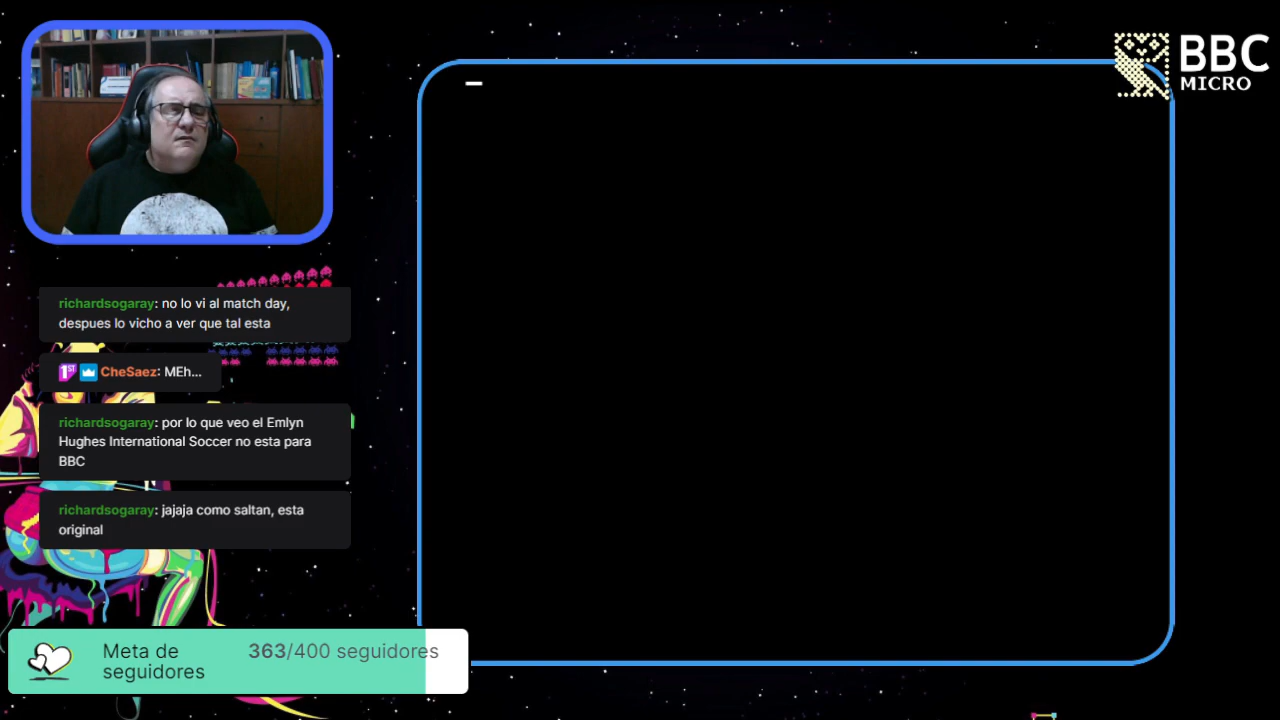 BBC
MICRO
richardsogaray: no lo vi al match day,
despues lo vicho a ver que tal esta
1ST CheSaez: MEh...
richardsogaray: por lo que veo el Emlyn
Hughes International Soccer no esta para
BBC
richardsogaray: jajaja como saltan, esta
original
Meta de
seguidores
363/400 seguidores